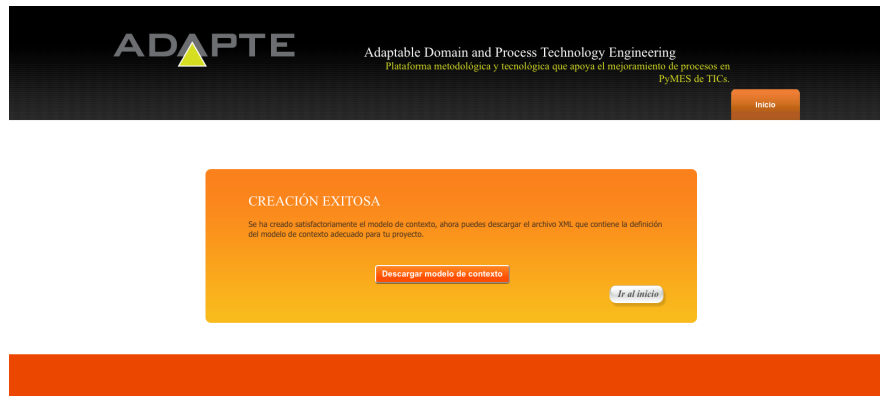 ADAPTE
Adaptable Domain and Process Technology Engineering
Plataforma metodológica y tecnológica que apoya el mejoramiento de procesos en
PyMES de TICs.
Inicio
CREACIÓN EXITOSA
Se ha creado satisfactoriamente el modelo de contexto, ahora puedes descargar el archivo XML que contiene la definición
del modelo de contexto adecuado para tu proyecto.
Descargar modelo de contexto
Ir al inicio